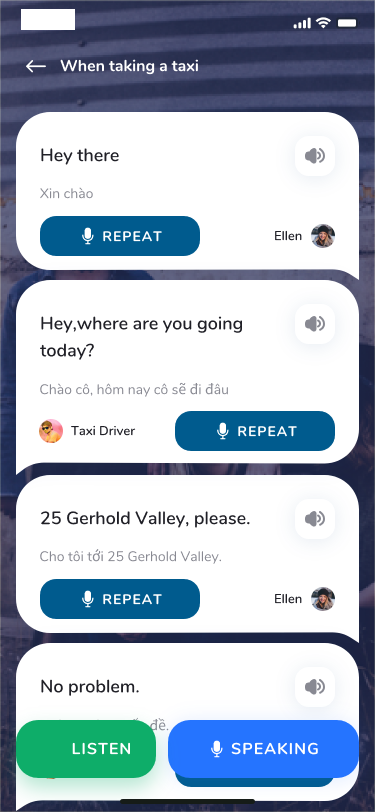 When taking a taxi
Hey there
Xin chào
REPEAT
Ellen
Hey,where are you going
today?
Chào cô, hôm nay cô sẽ đi đâu
Taxi Driver
REPEAT
25 Gerhold Valley, please.
Cho tôi tới 25 Gerhold Valley.
REPEAT
Ellen
No problem.
đề.
LISTEN
SPEAKING